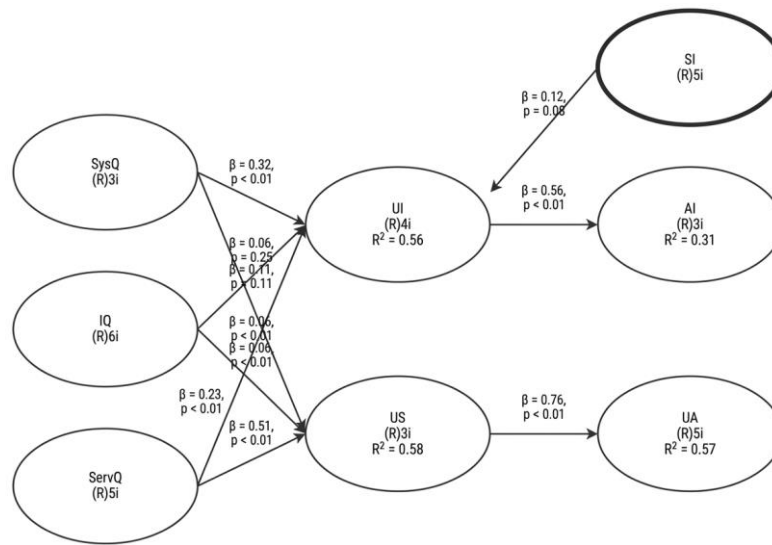 SI
(R)5i
β = 0.12,
p = 0.08
SysQ
(R)3i
β = 0.32,
p < 0.01
UI
(R)4i
R² = 0.56
β = 0.56,
p < 0.01
AI
(R)3i
R² = 0.31
β = 0.06,
p = 0.25
β = 0.11,
p = 0.11
IQ
(R)6i
β = 0.06,
p < 0.01
β = 0.06,
p < 0.01
β = 0.23,
p < 0.01
β = 0.51,
p < 0.01
US
(R)3i
R² = 0.58
β = 0.76,
p < 0.01
UA
(R)5i
R² = 0.57
ServQ
(R)5i